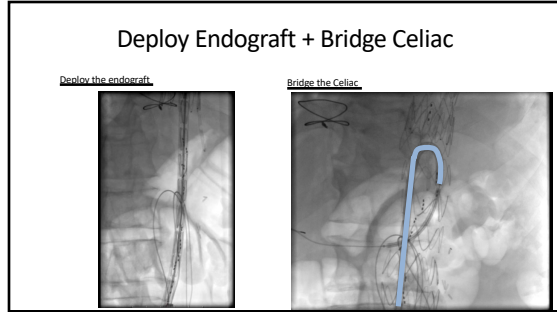 Deploy Endograft + Bridge Celiac
Deploy the endograft
Bridge the Celiac